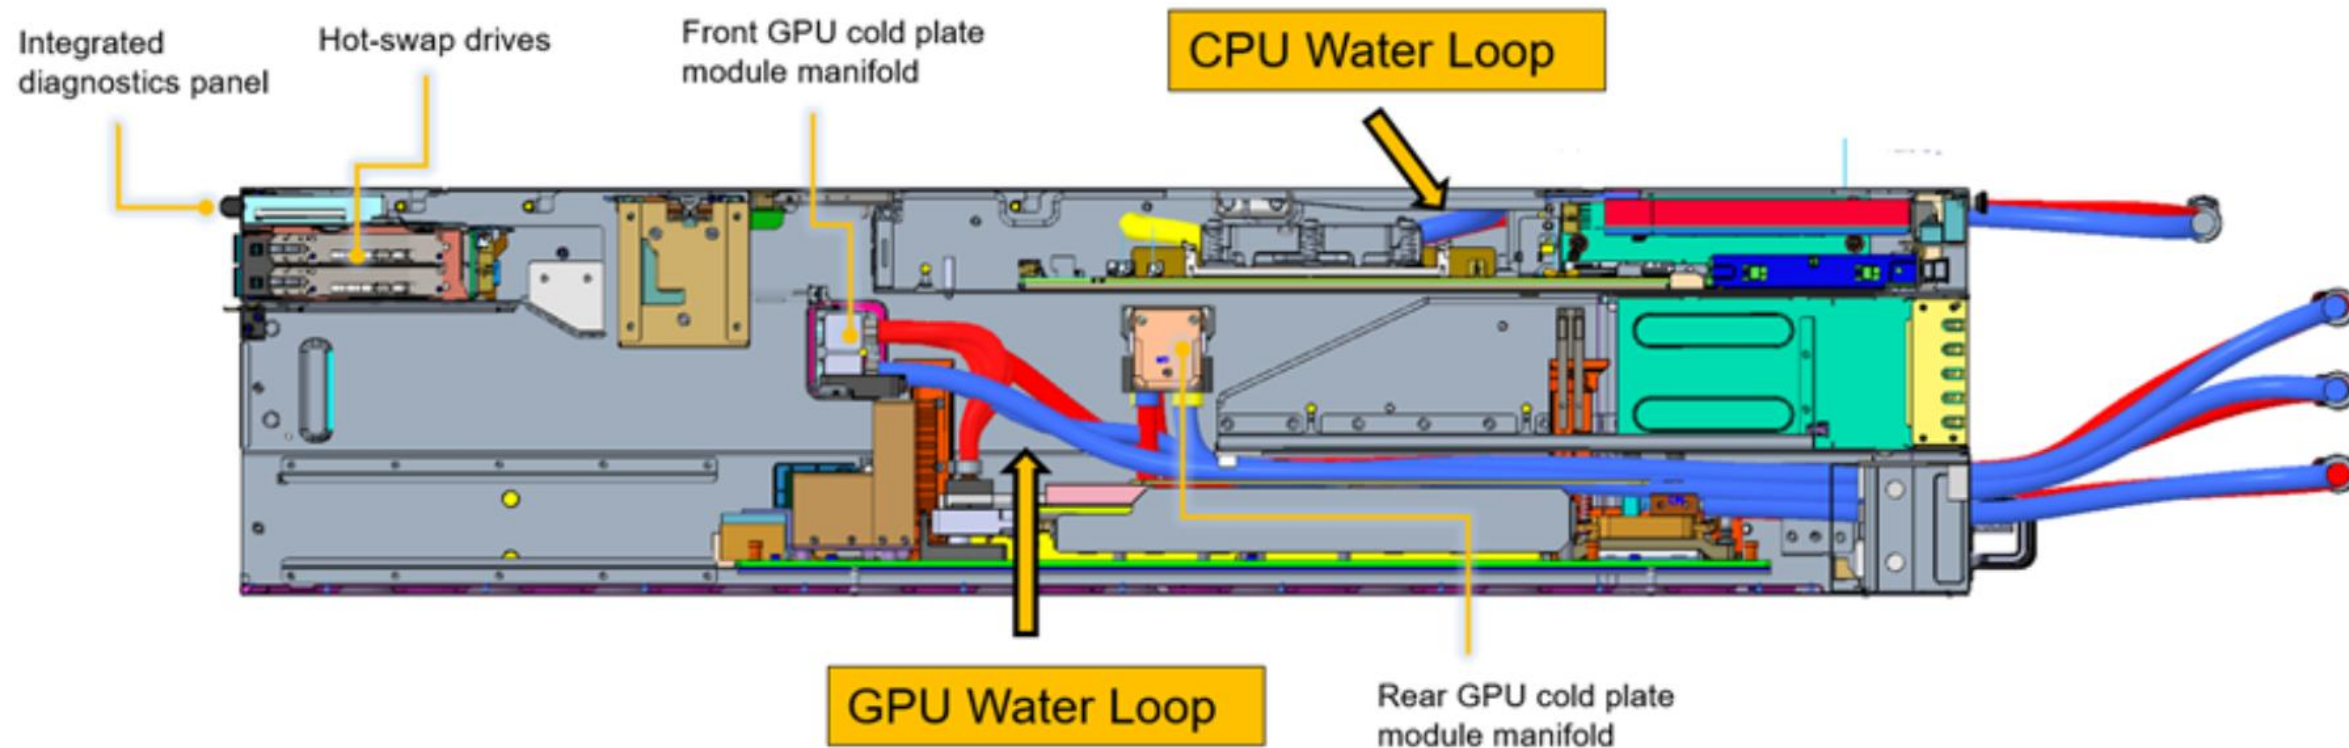 Integrated
diagnostics panel
Hot-swap drives
Front GPU cold plate
module manifold
CPU Water Loop
GPU Water Loop
Rear GPU cold plate
module manifold